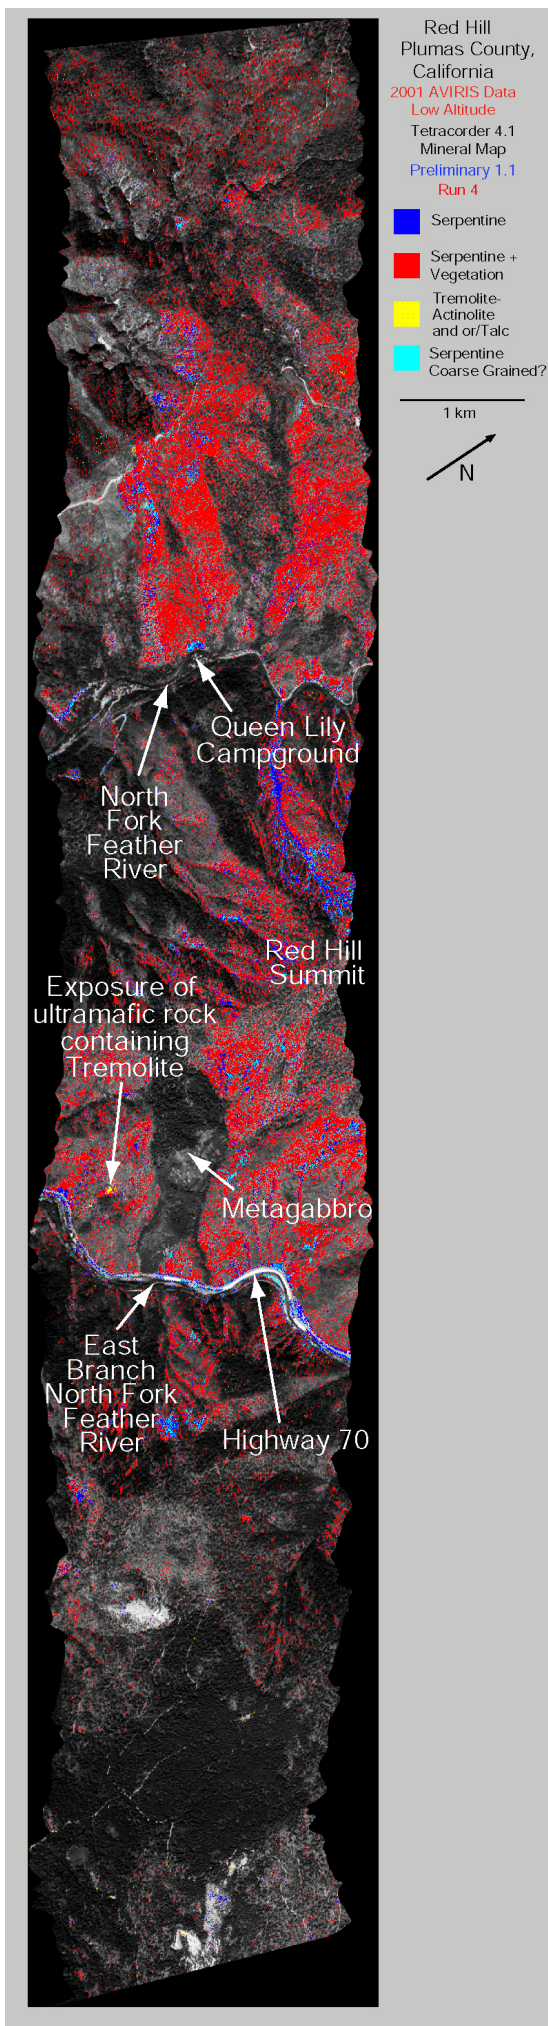 Red Hill
Plumas County,
California
2001 AVIRIS Data
Low Altitude
Tetracorder 4.1
Mineral Map
Preliminary 1.1
Run 4
Serpentine
Serpentine +
Vegetation
Tremolite-
Actinolite
and or/Talc
Serpentine
Coarse Grained?
1 km
N
Queen Lily
Campground
North
Fork
Feather
River
Red Hill
Summit
Exposure of
ultramafic rock
containing
Tremolite
Metagabbro
East
Branch
North Fork
Feather
River
Highway 70